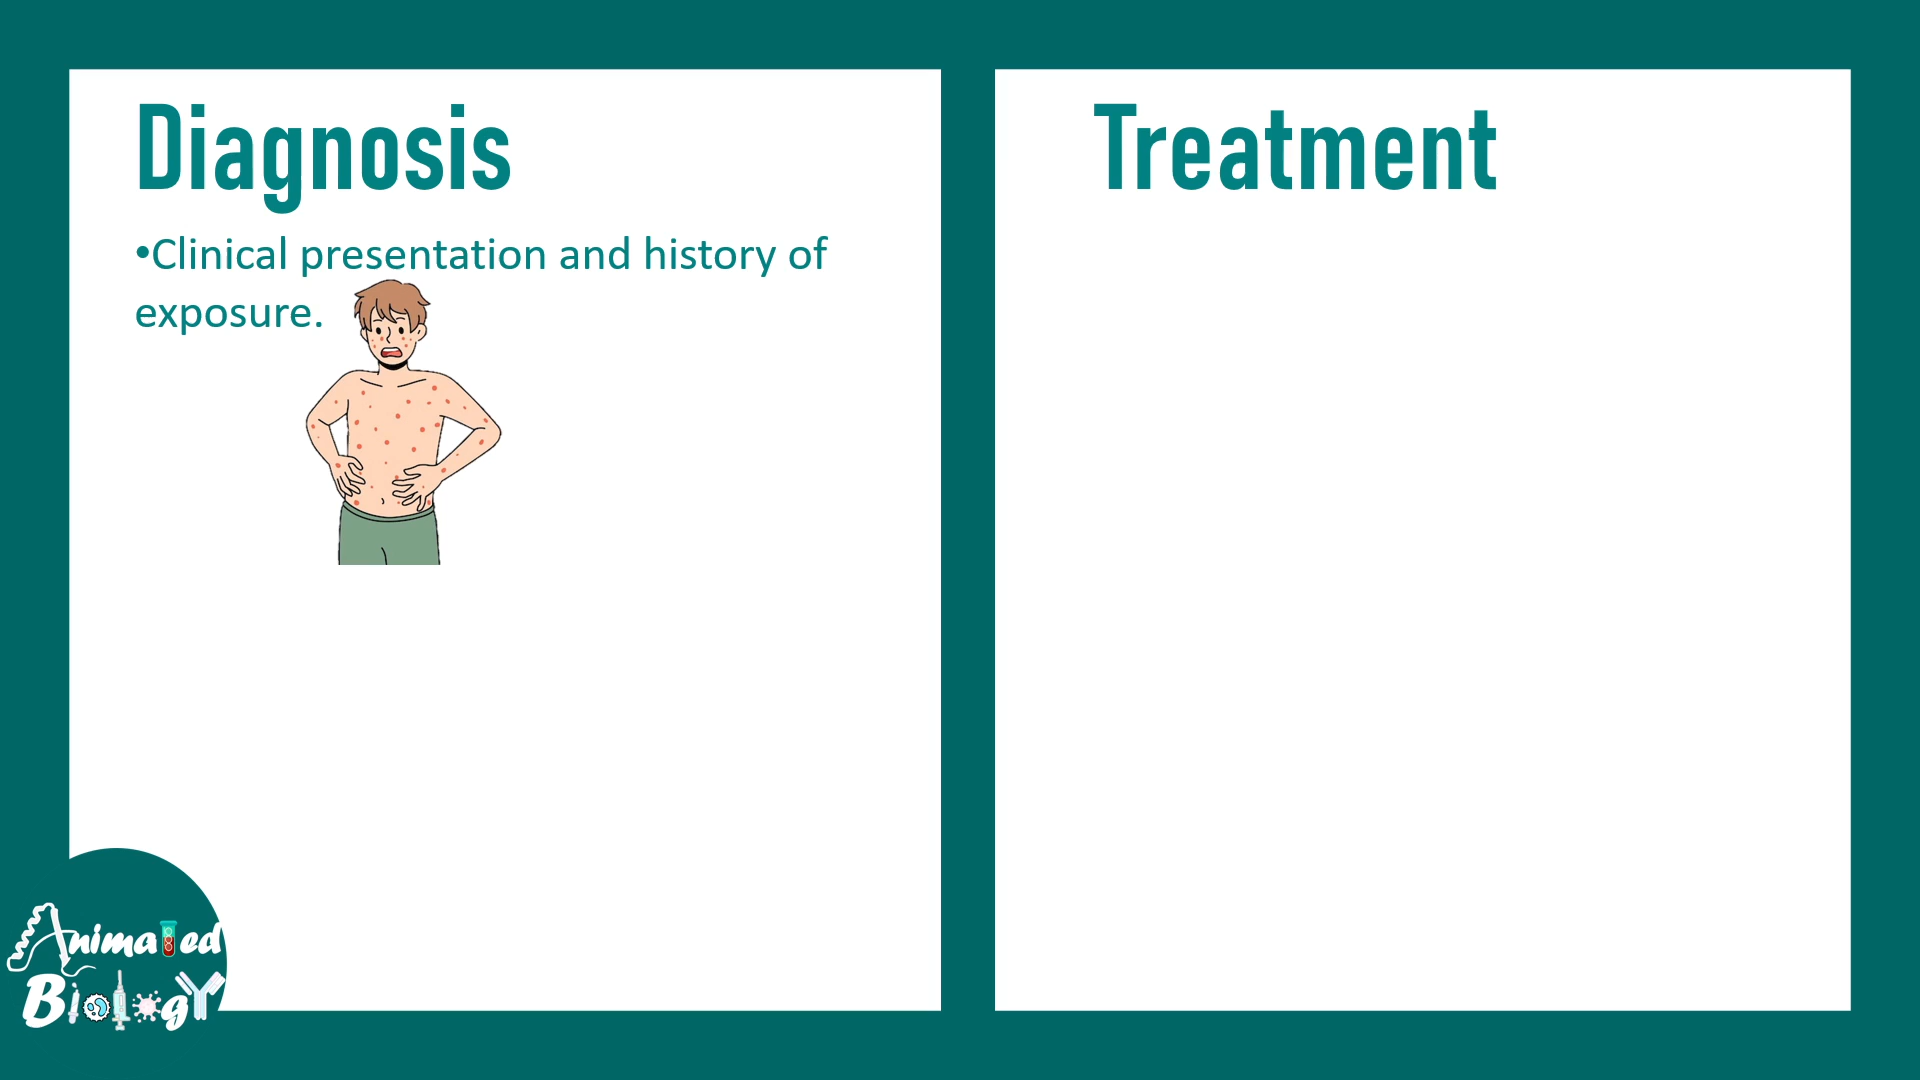 Diagnosis
•Clinical presentation and history of
exposure.
Treatment
Animated
Biology